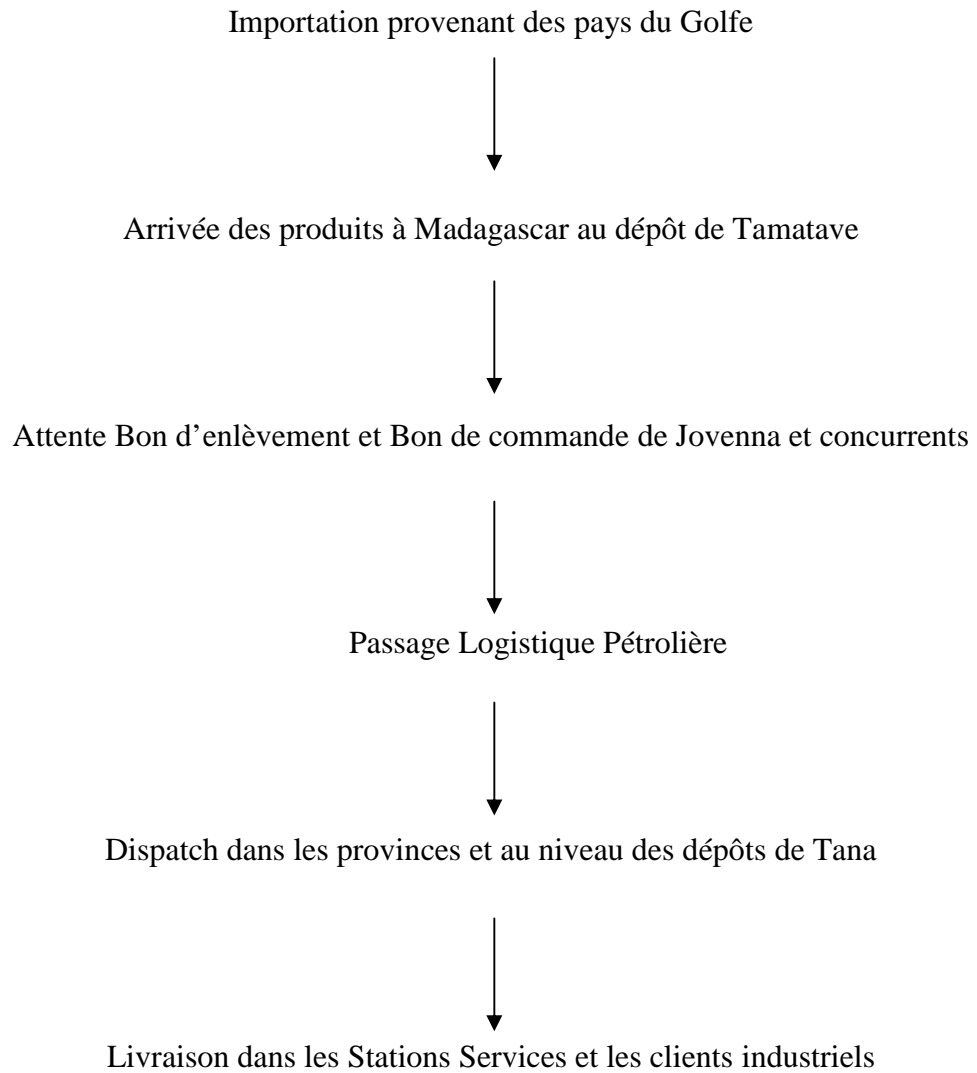 Importation provenant des pays du Golfe
Arrivée des produits à Madagascar au dépôt de Tamatave
Attente Bon d’enlèvement et Bon de commande de Jovenna et concurrents
Passage Logistique Pétrolière
Dispatch dans les provinces et au niveau des dépôts de Tana
Livraison dans les Stations Services et les clients industriels